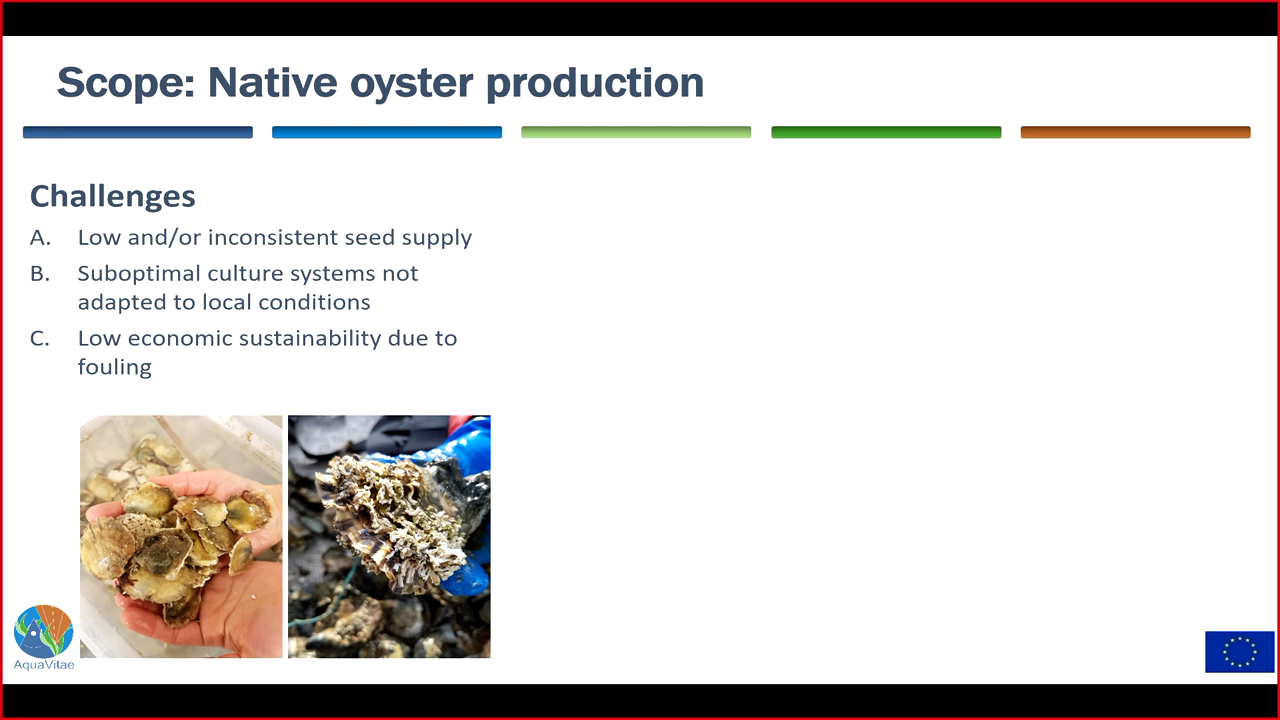 Scope: Native oyster production
Challenges
A. Low and/or inconsistent seed supply
B. Suboptimal culture systems not
adapted to local conditions
C. Low economic sustainability due to
fouling
AquaVitae